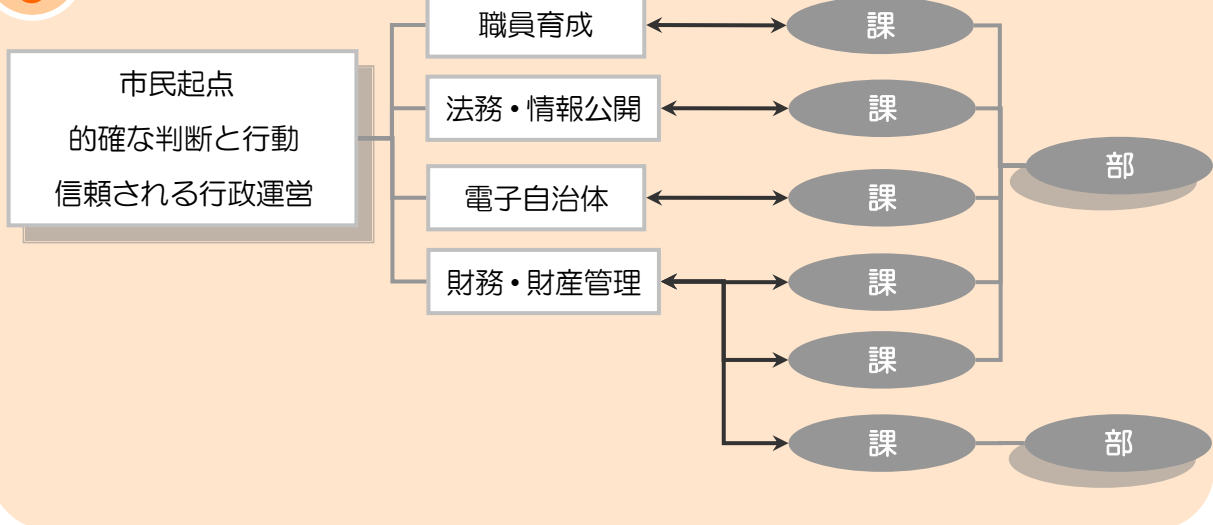 職員育成
課
市民起点
的確な判断と行動
信頼される行政運営
法務・情報公開
課
電子自治体
課
部
財務・財産管理
課
課
課
部